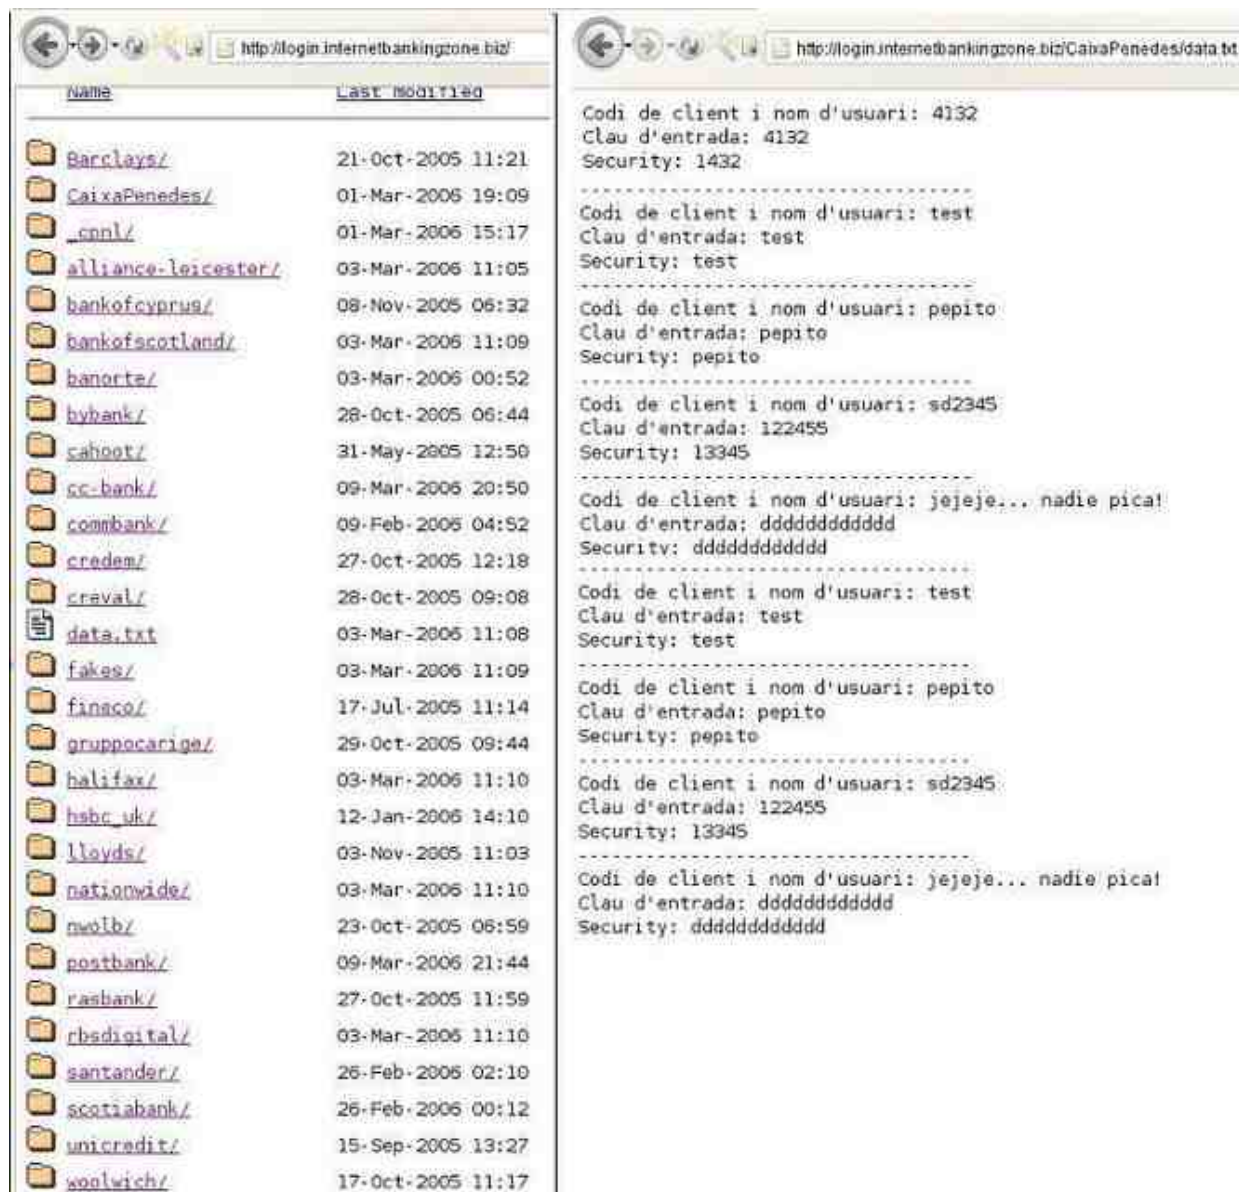 http://login.internetbankingzone.biz/
Name Last modified
Barclays/ 21-Oct-2005 11:21
CaixaPenedes/ 01-Mar-2006 19:09
_cpnl/ 01-Mar-2006 15:17
alliance-leicester/ 03-Mar-2006 11:05
bankofcyprus/ 08-Nov-2005 06:32
bankofscotland/ 03-Mar-2006 11:09
banorte/ 03-Mar-2006 00:52
bybank/ 28-Oct-2005 06:44
cahoot/ 31-May-2005 12:50
cc-bank/ 09-Mar-2006 20:50
commbank/ 09-Feb-2006 04:52
credem/ 27-Oct-2005 12:18
creval/ 28-Oct-2005 09:08
data.txt 03-Mar-2006 11:08
fakes/ 03-Mar-2006 11:09
fineco/ 17-Jul-2005 11:14
gruppocarige/ 29-Oct-2005 09:44
halifax/ 03-Mar-2006 11:10
hsbc_uk/ 12-Jan-2006 14:10
lloyds/ 03-Nov-2005 11:03
nationwide/ 03-Mar-2006 11:10
nwolb/ 23-Oct-2005 06:59
postbank/ 09-Mar-2006 21:44
rasbank/ 27-Oct-2005 11:59
rbsdigital/ 03-Mar-2006 11:10
santander/ 26-Feb-2006 02:10
scotiabank/ 26-Feb-2006 00:12
unicredit/ 15-Sep-2005 13:27
woolwich/ 17-Oct-2005 11:17
http://login.internetbankingzone.biz/CaixaPenedes/data.txt
Codi de client i nom d'usuari: 4132
Clau d'entrada: 4132
Security: 1432
-----------------------------------
Codi de client i nom d'usuari: test
Clau d'entrada: test
Security: test
-----------------------------------
Codi de client i nom d'usuari: pepito
Clau d'entrada: pepito
Security: pepito
-----------------------------------
Codi de client i nom d'usuari: sd2345
Clau d'entrada: 122455
Security: 13345
-----------------------------------
Codi de client i nom d'usuari: jejeje... nadie pica!
Clau d'entrada: dddddddddddd
Security: dddddddddddd
-----------------------------------
Codi de client i nom d'usuari: test
Clau d'entrada: test
Security: test
-----------------------------------
Codi de client i nom d'usuari: pepito
Clau d'entrada: pepito
Security: pepito
-----------------------------------
Codi de client i nom d'usuari: sd2345
Clau d'entrada: 122455
Security: 13345
-----------------------------------
Codi de client i nom d'usuari: jejeje... nadie pica!
Clau d'entrada: dddddddddddd
Security: dddddddddddd